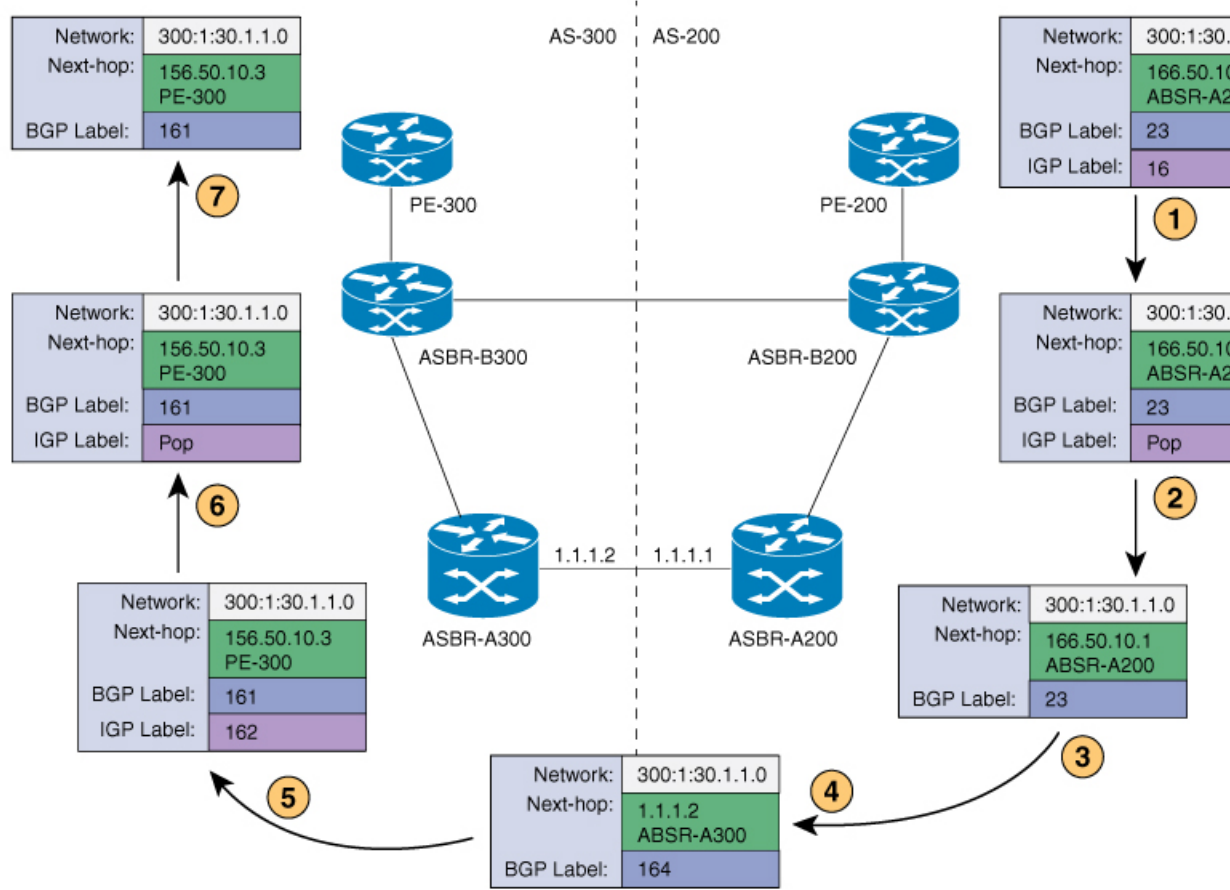 Network: 300:1:30.1.1.0
Next-hop: 156.50.10.3
PE-300
BGP Label: 161
7
AS-300 AS-200
Network: 300:1:30.
Next-hop:
BGP Label: 23
IGP Label: 16
1
PE-300
PE-200
Network: 300:1:30.1.1.0
Next-hop: 156.50.10.3
PE-300
BGP Label: 161
IGP Label: Pop
6
ASBR-B300
ASBR-B200
Network: 300:1:30.
Next-hop:
BGP Label: 23
IGP Label: Pop
2
1.1.1.2 1.1.1.1
ASBR-A300
ASBR-A200
Network: 300:1:30.1.1.0
Next-hop: 156.50.10.3
PE-300
BGP Label: 161
IGP Label: 162
5
Network: 300:1:30.1.1.0
Next-hop: 166.50.10.1
ABSR-A200
BGP Label: 23
3
Network: 300:1:30.1.1.0
Next-hop: 1.1.1.2
ABSR-A300
BGP Label: 164
4